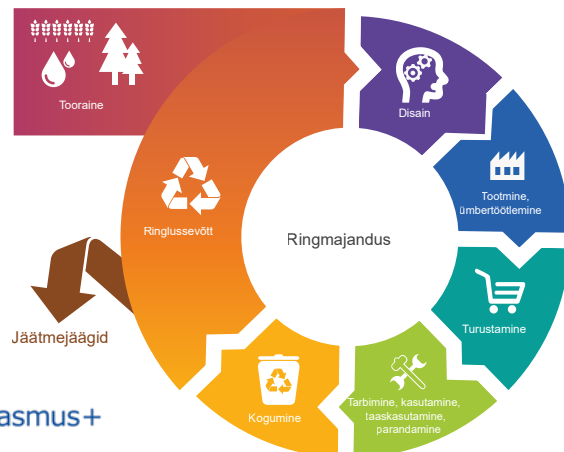 Tooraine
Disain
Tootmine,
ümbertöötlemine
Turustamine
Tarbimine, kasutamine,
taaskasutamine,
parandamine
Kogumine
Ringlussevõtt
Ringmajandus
Jäätmejäägid
asmus+